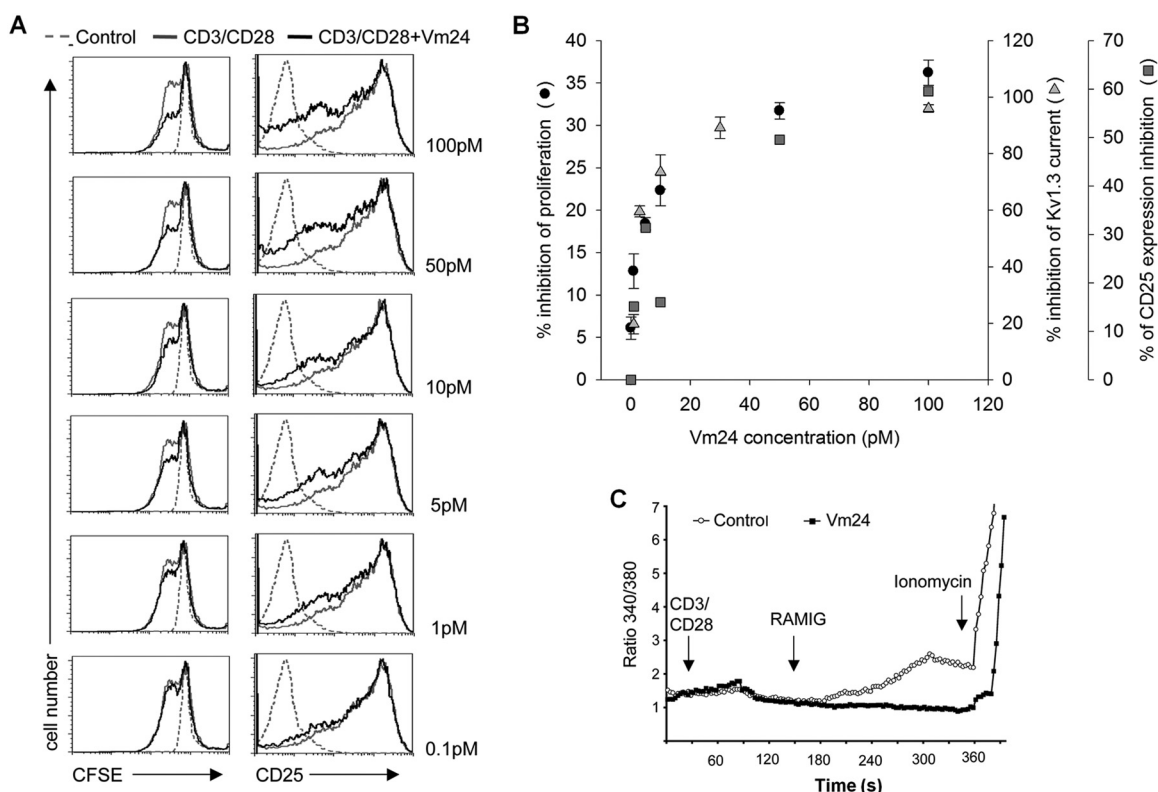 A
Control CD3/CD28 CD3/CD28+Vm24
100pM
50pM
10pM
5pM
1pM
0.1pM
cell number
CFSE
CD25
B
% inhibition of proliferation ( )
40
35
30
25
20
15
10
5
0
0 20 40 60 80 100 120
Vm24 concentration (pM)
120
100
80
60
40
20
0
% inhibition of Kv1.3 current ( )
70
60
50
40
30
20
10
0
% of CD25 expression inhibition ( )
C
Control Vm24
Ratio 340/380
7
6
5
4
3
2
1
CD3/
CD28
RAMIG
Ionomycin
60 120 180 240 300 360
Time (s)